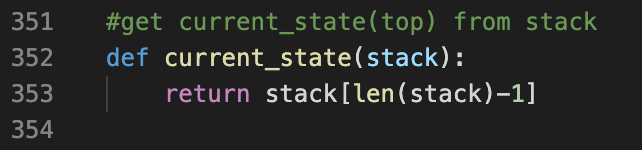 351 #get current_state(top) from stack
352 def current_state(stack):
353 return stack[len(stack)-1]
354